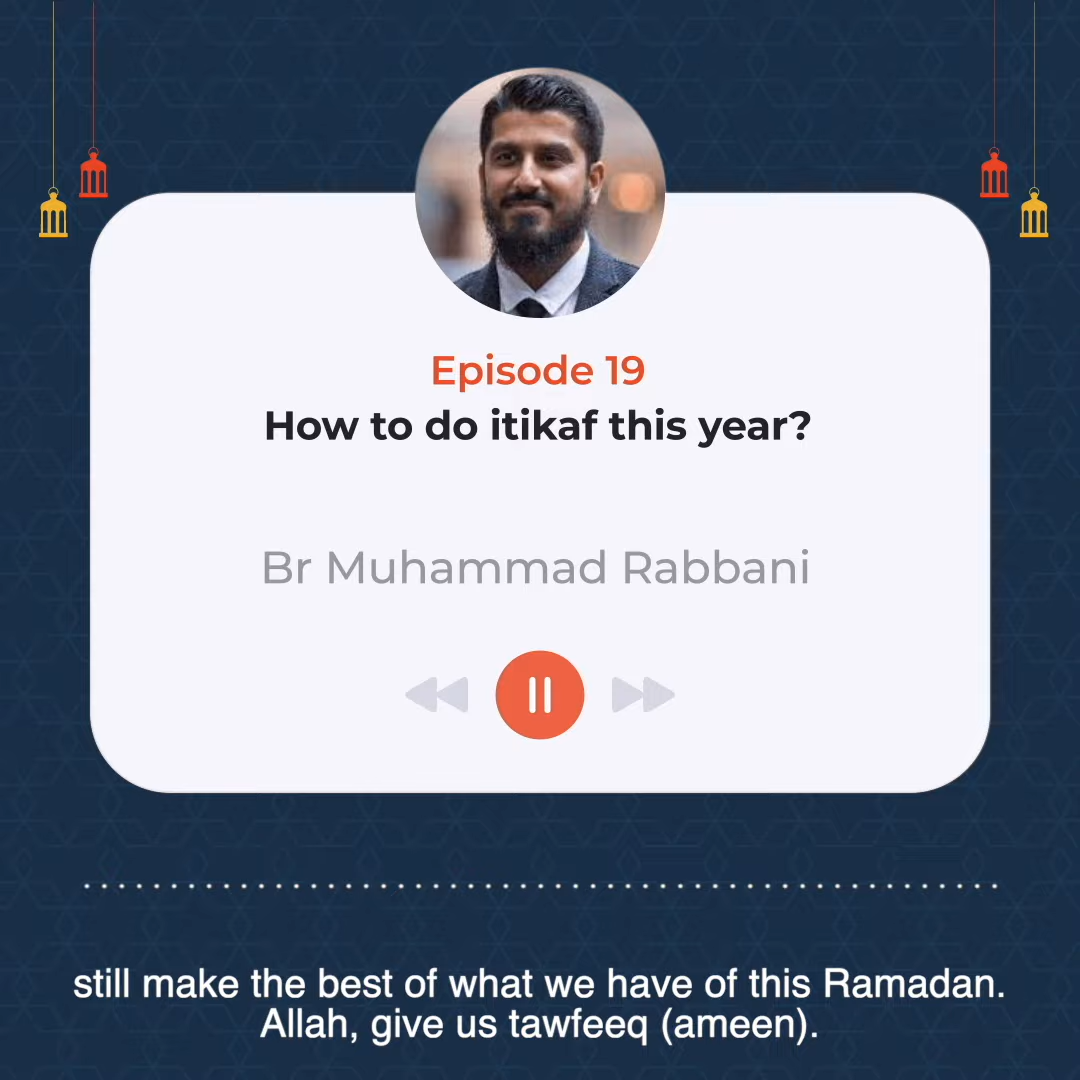 Episode 19
How to do itikaf this year?
Br Muhammad Rabbani
still make the best of what we have of this Ramadan.
Allah, give us tawfeeq (ameen).